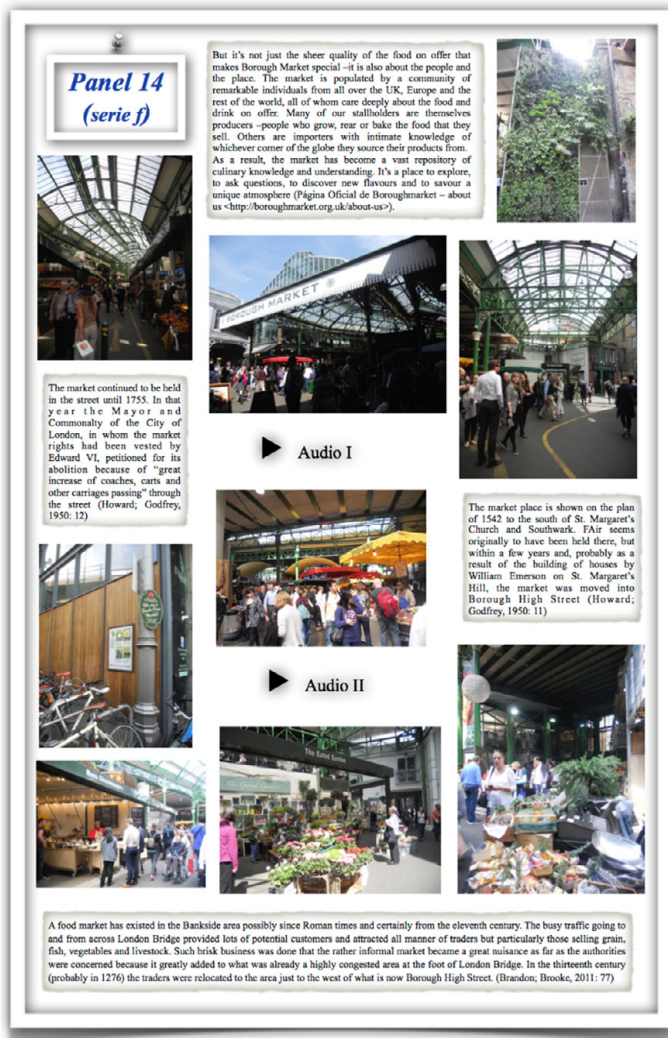 Panel 14
(serie f)
But it's not just the sheer quality of the food on offer that
makes Borough Market special –it is also about the people and
the place. The market is populated by a community of
remarkable individuals from all over the UK, Europe and the
rest of the world, all of whom care deeply about the food and
drink on offer. Many of our stallholders are themselves
producers –people who grow, rear or bake the food that they
sell. Others are importers with intimate knowledge of
whichever corner of the globe they source their products from.
As a result, the market has become a vast repository of
culinary knowledge and understanding. It's a place to explore,
to ask questions, to discover new flavours and to savour a
unique atmosphere (Página Oficial de Boroughmarket – about
us <http://boroughmarket.org.uk/about-us>).
BOROUGH MARKET
The market continued to be held
in the street until 1755. In that
year the Mayor and
Commonalty of the City of
London, in whom the market
rights had been vested by
Edward VI, petitioned for its
abolition because of "great
increase of coaches, carts and
other carriages passing" through
the street (Howard; Godfrey,
1950: 12)
Audio I
The market place is shown on the plan
of 1542 to the south of St. Margaret's
Church and Southwark. FAir seems
originally to have been held there, but
within a few years and, probably as a
result of the building of houses by
William Emerson on St. Margaret's
Hill, the market was moved into
Borough High Street (Howard;
Godfrey, 1950: 11)
Audio II
The Gated Garden
A food market has existed in the Bankside area possibly since Roman times and certainly from the eleventh century. The busy traffic going to
and from across London Bridge provided lots of potential customers and attracted all manner of traders but particularly those selling grain,
fish, vegetables and livestock. Such brisk business was done that the rather informal market became a great nuisance as far as the authorities
were concerned because it greatly added to what was already a highly congested area at the foot of London Bridge. In the thirteenth century
(probably in 1276) the traders were relocated to the area just to the west of what is now Borough High Street. (Brandon; Brooke, 2011: 77)